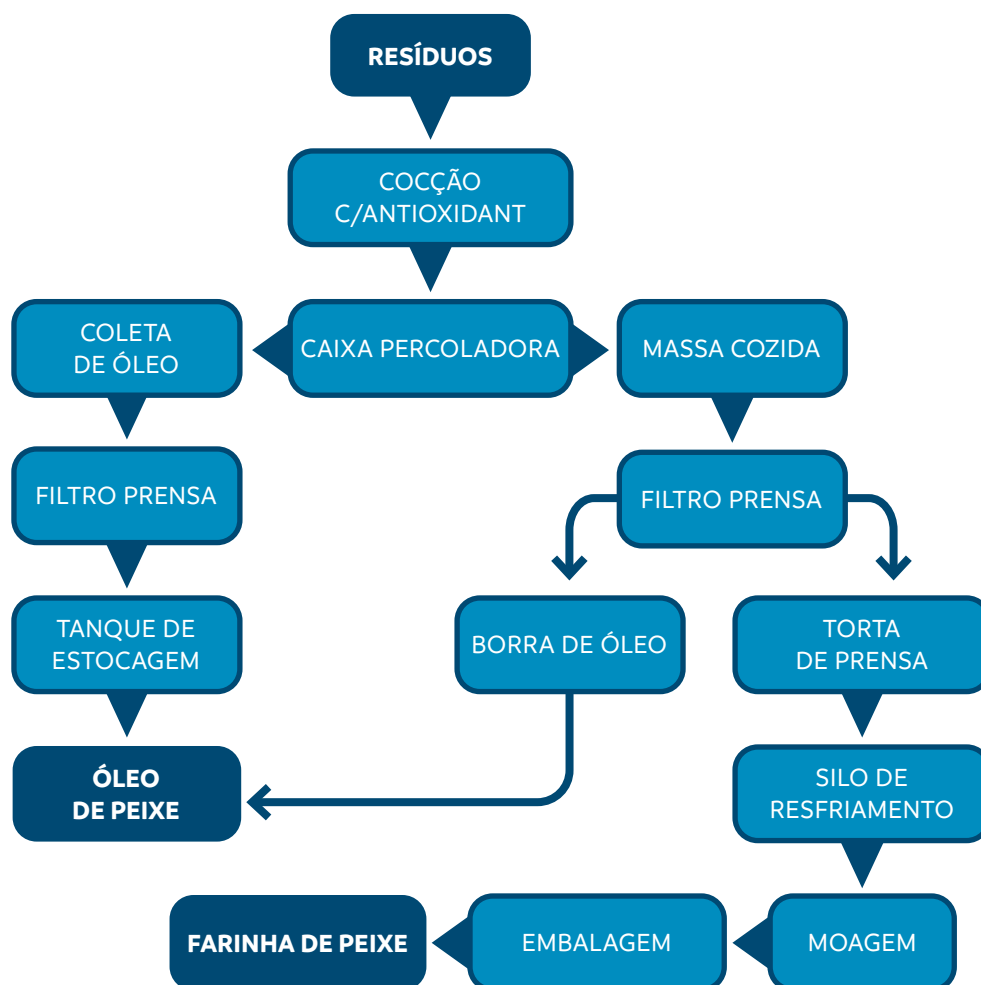 RESÍDUOS
COCÇÃO
C/ANTIOXIDANT
COLETA
DE ÓLEO
CAIXA PERCOLADORA
MASSA COZIDA
FILTRO PRENSA
FILTRO PRENSA
TANQUE DE
ESTOCAGEM
BORRA DE ÓLEO
TORTA
DE PRENSA
ÓLEO
DE PEIXE
SILO DE
RESFRIAMENTO
FARINHA DE PEIXE
EMBALAGEM
MOAGEM